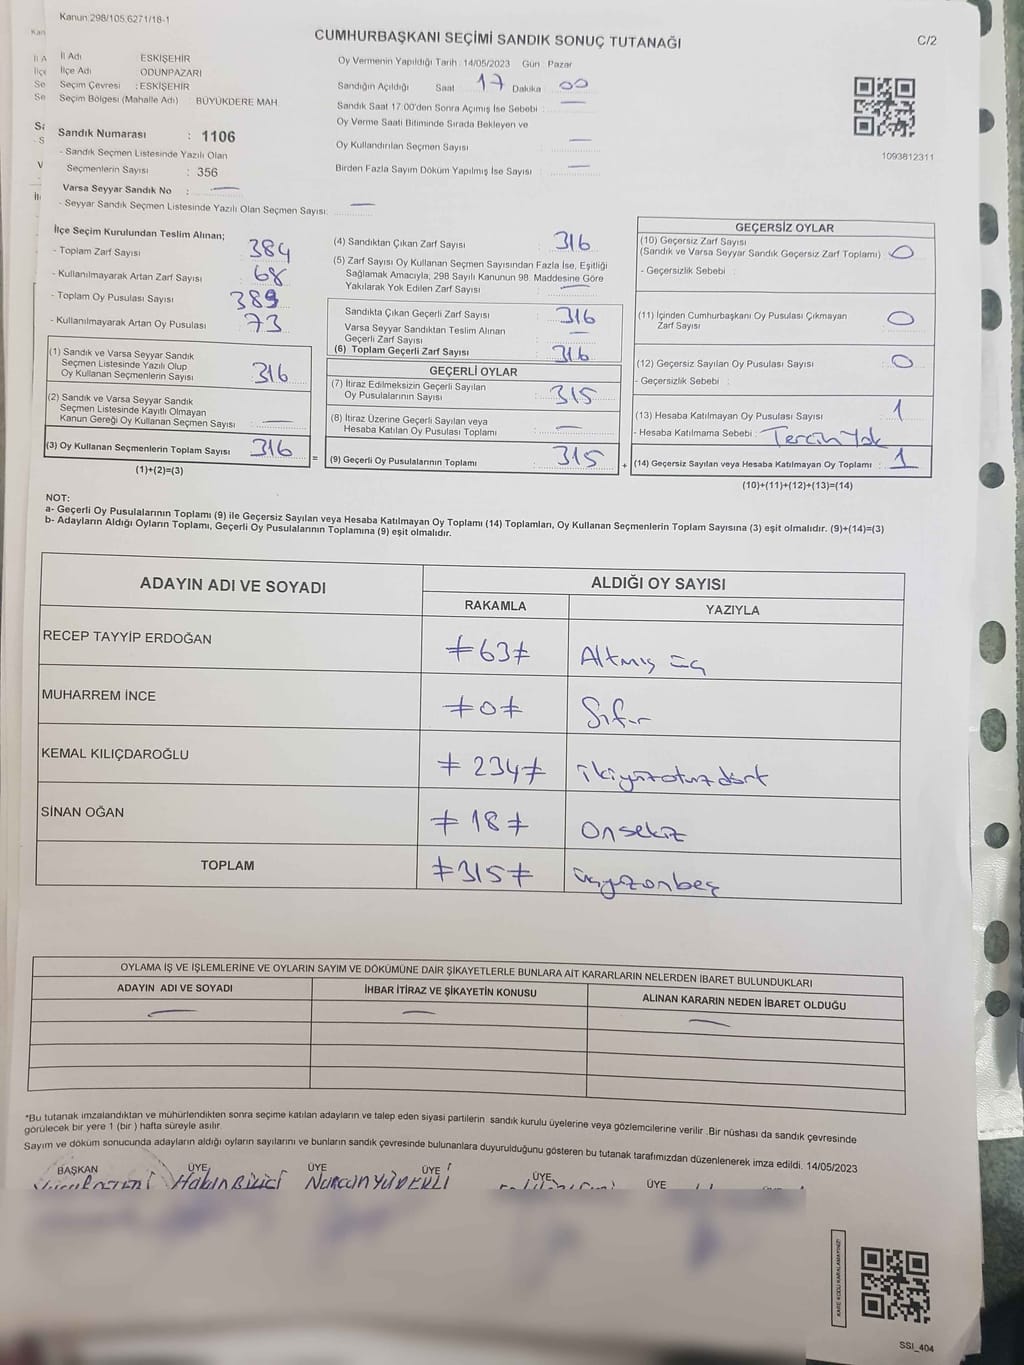 Kanun:298/105,6271/18-1
CUMHURBAŞKANI SEÇİMİ SANDIK SONUÇ TUTANAĞI
C/2
İl Adı ESKİŞEHİR
İlçe Adı ODUNPAZARI
Seçim Çevresi : ESKİŞEHİR
Seçim Bölgesi (Mahalle Adı) : BÜYÜKDERE MAH.
Sandık Numarası : 1106
- Sandık Seçmen Listesinde Yazılı Olan
Seçmenlerin Sayısı : 356
Varsa Seyyar Sandık No : —
- Seyyar Sandık Seçmen Listesinde Yazılı Olan Seçmen Sayısı: —
Oy Vermenin Yapıldığı Tarih : 14/05/2023 Gün : Pazar
Sandığın Açıldığı Saat 17 Dakika 00
Sandık Saat 17:00'den Sonra Açımış İse Sebebi : —
Oy Verme Saati Bitiminde Sırada Bekleyen ve
Oy Kullandırılan Seçmen Sayısı : —
Birden Fazla Sayım Döküm Yapılmış İse Sayısı : —
1093812311
İlçe Seçim Kurulundan Teslim Alınan;
- Toplam Zarf Sayısı 384
- Kullanılmayarak Artan Zarf Sayısı 68
- Toplam Oy Pusulası Sayısı 389
- Kullanılmayarak Artan Oy Pusulası 73
(1) Sandık ve Varsa Seyyar Sandık
Seçmen Listesinde Yazılı Olup
Oy Kullanan Seçmenlerin Sayısı 316
(2) Sandık ve Varsa Seyyar Sandık
Seçmen Listesinde Kayıtlı Olmayan
Kanun Gereği Oy Kullanan Seçmen Sayısı : —
(3) Oy Kullanan Seçmenlerin Toplam Sayısı 316
(1)+(2)=(3)
=
(4) Sandıktan Çıkan Zarf Sayısı : 316
(5) Zarf Sayısı Oy Kullanan Seçmen Sayısından Fazla İse, Eşitliği
Sağlamak Amacıyla; 298 Sayılı Kanunun 98. Maddesine Göre
Yakılarak Yok Edilen Zarf Sayısı : —
Sandıkta Çıkan Geçerli Zarf Sayısı : 316
Varsa Seyyar Sandıktan Teslim Alınan
Geçerli Zarf Sayısı : —
(6) Toplam Geçerli Zarf Sayısı : 316
GEÇERLİ OYLAR
(7) İtiraz Edilmeksizin Geçerli Sayılan
Oy Pusulalarının Sayısı : 315
(8) İtiraz Üzerine Geçerli Sayılan veya
Hesaba Katılan Oy Pusulası Toplamı : —
(9) Geçerli Oy Pusulalarının Toplamı : 315
+
GEÇERSİZ OYLAR
(10) Geçersiz Zarf Sayısı
(Sandık ve Varsa Seyyar Sandık Geçersiz Zarf Toplamı) : 0
- Geçersizlik Sebebi :
(11) İçinden Cumhurbaşkanı Oy Pusulası Çıkmayan
Zarf Sayısı 0
(12) Geçersiz Sayılan Oy Pusulası Sayısı : 0
- Geçersizlik Sebebi :
(13) Hesaba Katılmayan Oy Pusulası Sayısı 1
- Hesaba Katılmama Sebebi : Tercih Yok
(14) Geçersiz Sayılan veya Hesaba Katılmayan Oy Toplamı : 1
(10)+(11)+(12)+(13)=(14)
NOT:
a- Geçerli Oy Pusulalarının Toplamı (9) ile Geçersiz Sayılan veya Hesaba Katılmayan Oy Toplamı (14) Toplamları, Oy Kullanan Seçmenlerin Toplam Sayısına (3) eşit olmalıdır. (9)+(14)=(3)
b- Adayların Aldığı Oyların Toplamı, Geçerli Oy Pusulalarının Toplamına (9) eşit olmalıdır.
ADAYIN ADI VE SOYADI ALDIĞI OY SAYISI
RAKAMLA YAZIYLA
RECEP TAYYİP ERDOĞAN ≠63≠ Altmış üç
MUHARREM İNCE ≠0≠ Sıfır
KEMAL KILIÇDAROĞLU ≠234≠ ikiyüzotuzdört
SİNAN OĞAN ≠18≠ Onsekiz
TOPLAM ≠315≠ üçyüzonbeş
OYLAMA İŞ VE İŞLEMLERİNE VE OYLARIN SAYIM VE DÖKÜMÜNE DAİR ŞİKAYETLERLE BUNLARA AİT KARARLARIN NELERDEN İBARET BULUNDUKLARI
ADAYIN ADI VE SOYADI İHBAR İTİRAZ VE ŞİKAYETİN KONUSU ALINAN KARARIN NEDEN İBARET OLDUĞU
— — —
*Bu tutanak imzalandıktan ve mühürlendikten sonra seçime katılan adayların ve talep eden siyasi partilerin sandık kurulu üyelerine veya gözlemcilerine verilir .Bir nüshası da sandık çevresinde
görülecek bir yere 1 (bir ) hafta süreyle asılır.
Sayım ve döküm sonucunda adayların aldığı oyların sayılarını ve bunların sandık çevresinde bulunanlara duyurulduğunu gösteren bu tutanak tarafımızdan düzenlenerek imza edildi. 14/05/2023
BAŞKAN ÜYE ÜYE ÜYE ÜYE ÜYE
Hakan Bilici
KARE KODU KARALAMAYINIZ!
SSI_404